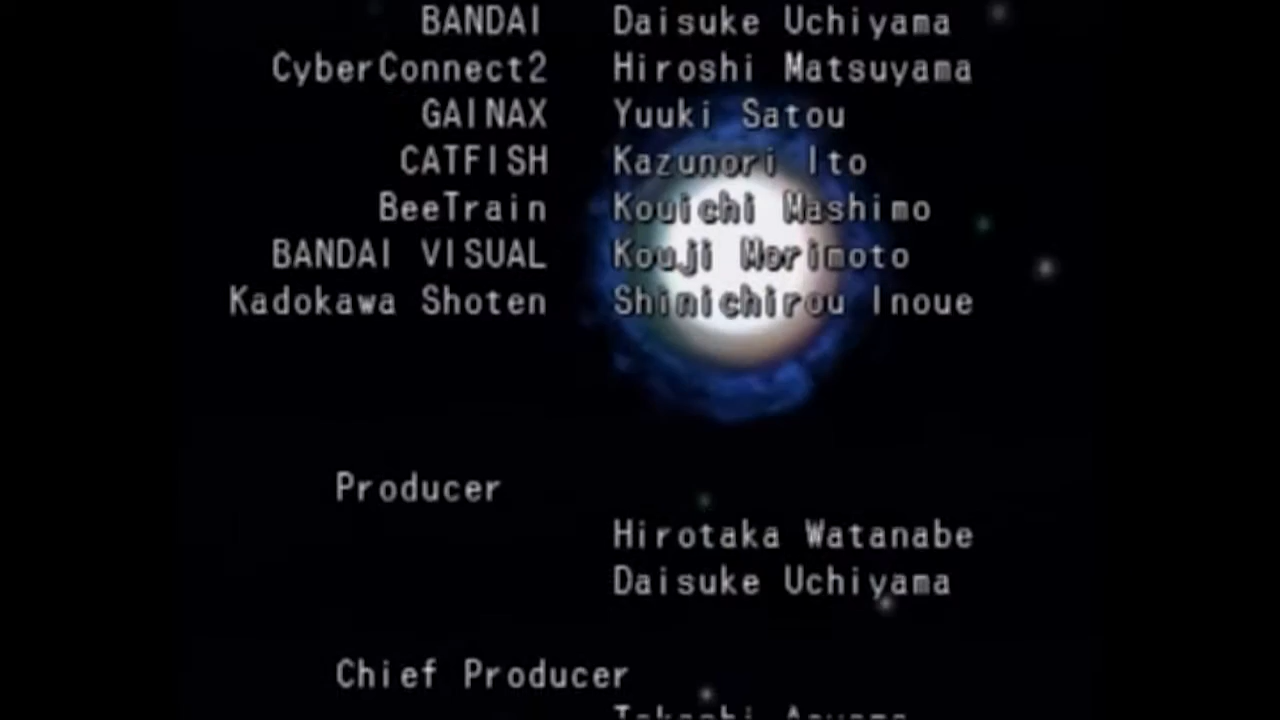 BANDAI Daisuke Uchiyama
CyberConnect2 Hiroshi Matsuyama
GAINAX Yuuki Satou
CATFISH Kazunori Ito
BeeTrain Kouichi Mashimo
BANDAI VISUAL Kouji Morimoto
Kadokawa Shoten Shinichirou Inoue
Producer
Hirotaka Watanabe
Daisuke Uchiyama
Chief Producer